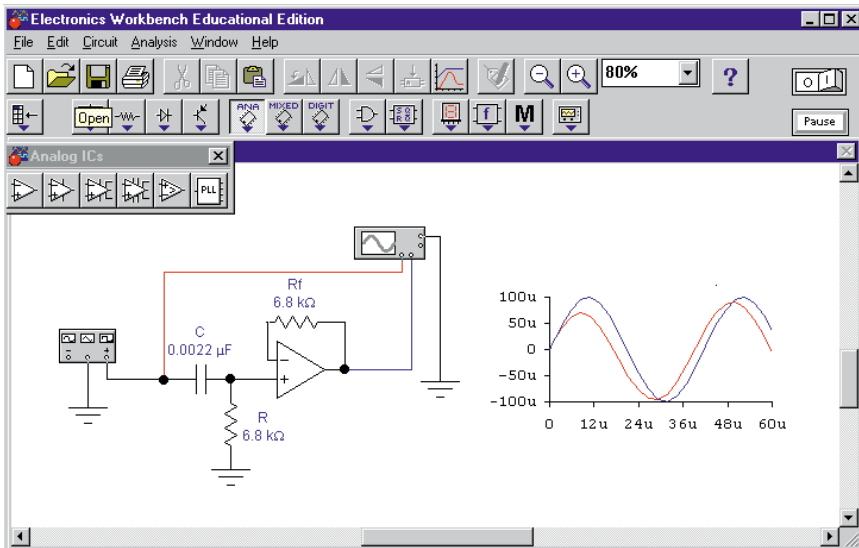 Electronics Workbench Educational Edition
File Edit Circuit Analysis Window Help
80%
?
Open
ANA
MIXED
DIGIT
f
M
Pause
Analog ICs
PLL
Rf
6.8 kΩ
C
0.0022 µF
R
6.8 kΩ
100u
50u
0
-50u
-100u
0 12u 24u 36u 48u 60u